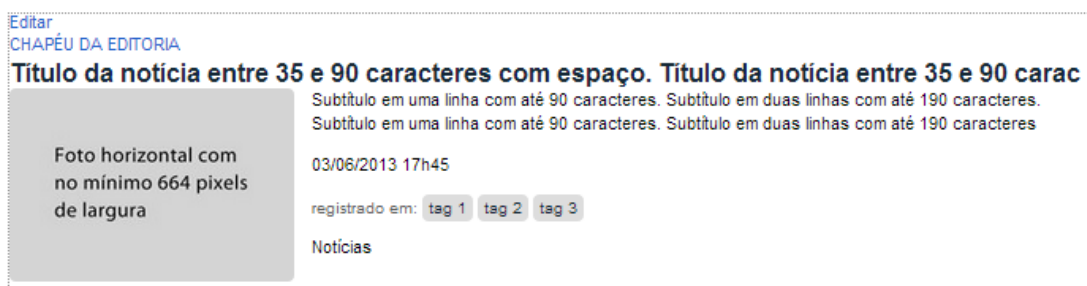 Editar
CHAPÉU DA EDITORIA
Título da notícia entre 35 e 90 caracteres com espaço. Título da notícia entre 35 e 90 carac
Foto horizontal com
no mínimo 664 pixels
de largura
Subtítulo em uma linha com até 90 caracteres. Subtítulo em duas linhas com até 190 caracteres.
Subtítulo em uma linha com até 90 caracteres. Subtítulo em duas linhas com até 190 caracteres
03/06/2013 17h45
registrado em: tag 1 tag 2 tag 3
Notícias